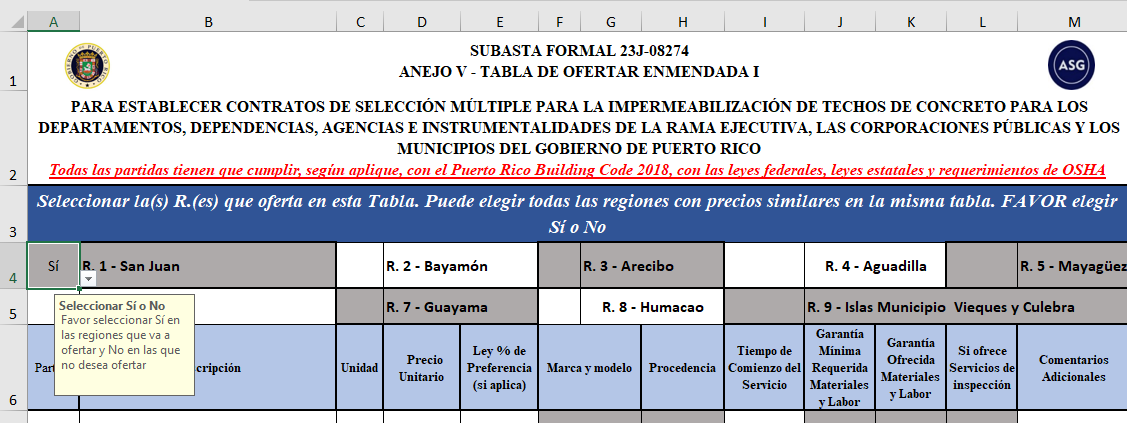 A B C D E F G H I J K L M
1 SUBASTA FORMAL 23J-08274
ANEJO V - TABLA DE OFERTAR ENMENDADA I
ASG
2 PARA ESTABLECER CONTRATOS DE SELECCIÓN MÚLTIPLE PARA LA IMPERMEABILIZACIÓN DE TECHOS DE CONCRETO PARA LOS
DEPARTAMENTOS, DEPENDENCIAS, AGENCIAS E INSTRUMENTALIDADES DE LA RAMA EJECUTIVA, LAS CORPORACIONES PÚBLICAS Y LOS
MUNICIPIOS DEL GOBIERNO DE PUERTO RICO
Todas las partidas tienen que cumplir, según aplique, con el Puerto Rico Building Code 2018, con las leyes federales, leyes estatales y requerimientos de OSHA
3 Seleccionar la(s) R.(es) que oferta en esta Tabla. Puede elegir todas las regiones con precios similares en la misma tabla. FAVOR elegir
Sí o No
4 Sí R. 1 - San Juan R. 2 - Bayamón R. 3 - Arecibo R. 4 - Aguadilla R. 5 - Mayagüez
5 R. 7 - Guayama R. 8 - Humacao R. 9 - Islas Municipio Vieques y Culebra
Seleccionar Sí o No
Favor seleccionar Sí en
las regiones que va a
ofertar y No en las que
no desea ofertar
6 Part
cripción
Unidad
Precio
Unitario
Ley % de
Preferencia
(si aplica)
Marca y modelo
Procedencia
Tiempo de
Comienzo del
Servicio
Garantía
Mínima
Requerida
Materiales
y Labor
Garantía
Ofrecida
Materiales
y Labor
Si ofrece
Servicios de
inspección
Comentarios
Adicionales